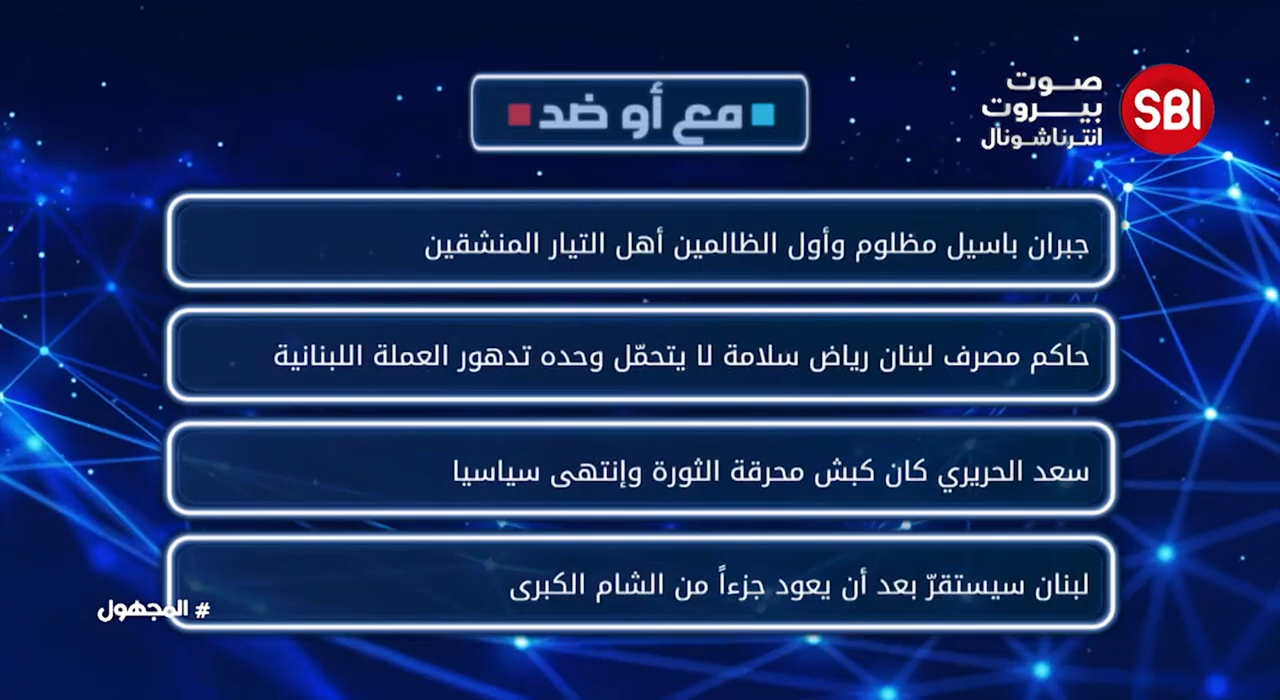 مع أو ضد
صوت
بيروت
انترناشونال
SBI
جبران باسيل مظلوم وأول الظالمين أهل التيار المنشقين
حاكم مصرف لبنان رياض سلامة لا يتحمّل وحده تدهور العملة اللبنانية
سعد الحريري كان كبش محرقة الثورة وإنتهى سياسيا
لبنان سيستقرّ بعد أن يعود جزءاً من الشام الكبرى
# المجهول